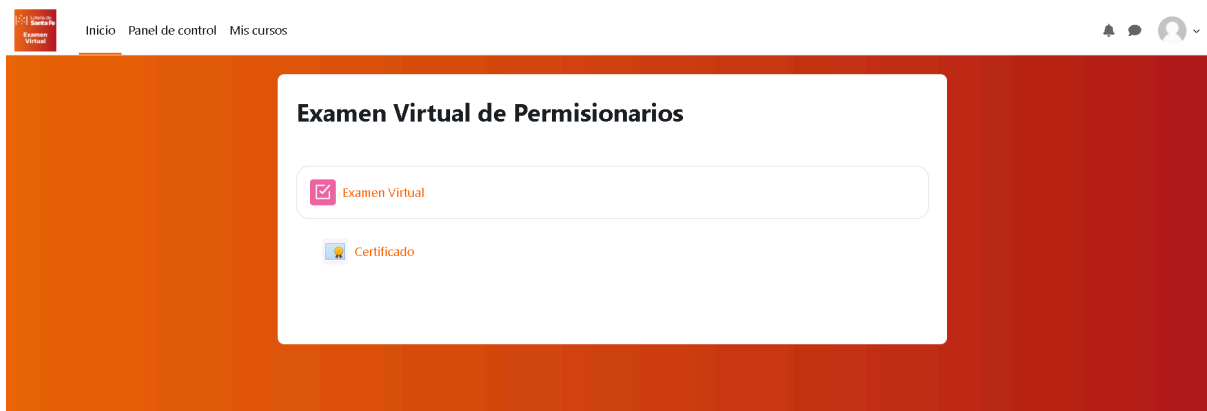 Lotería de
Santa Fe
Examen
Virtual
Inicio Panel de control Mis cursos
Examen Virtual de Permisionarios
Examen Virtual
Certificado